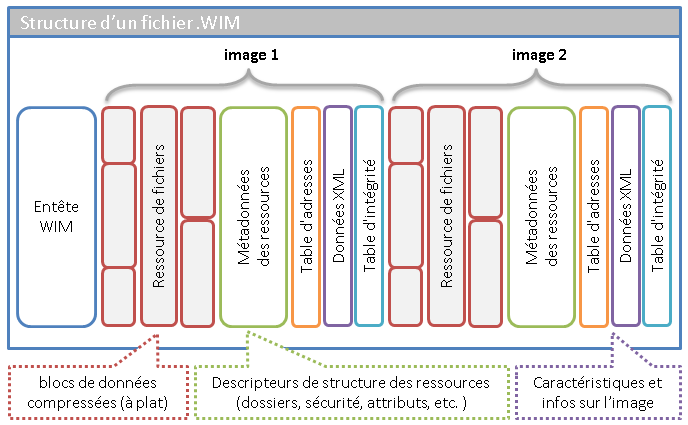 Structure d'un fichier .WIM
image 1
image 2
Entête
WIM
Ressource de fichiers
Métadonnées
des ressources
Table d'adresses
Données XML
Table d'intégrité
Ressource de fichiers
Métadonnées
des ressources
Table d'adresses
Données XML
Table d'intégrité
blocs de données
compressées (à plat)
Descripteurs de structure des ressources
(dossiers, sécurité, attributs, etc. )
Caractéristiques et
infos sur l'image